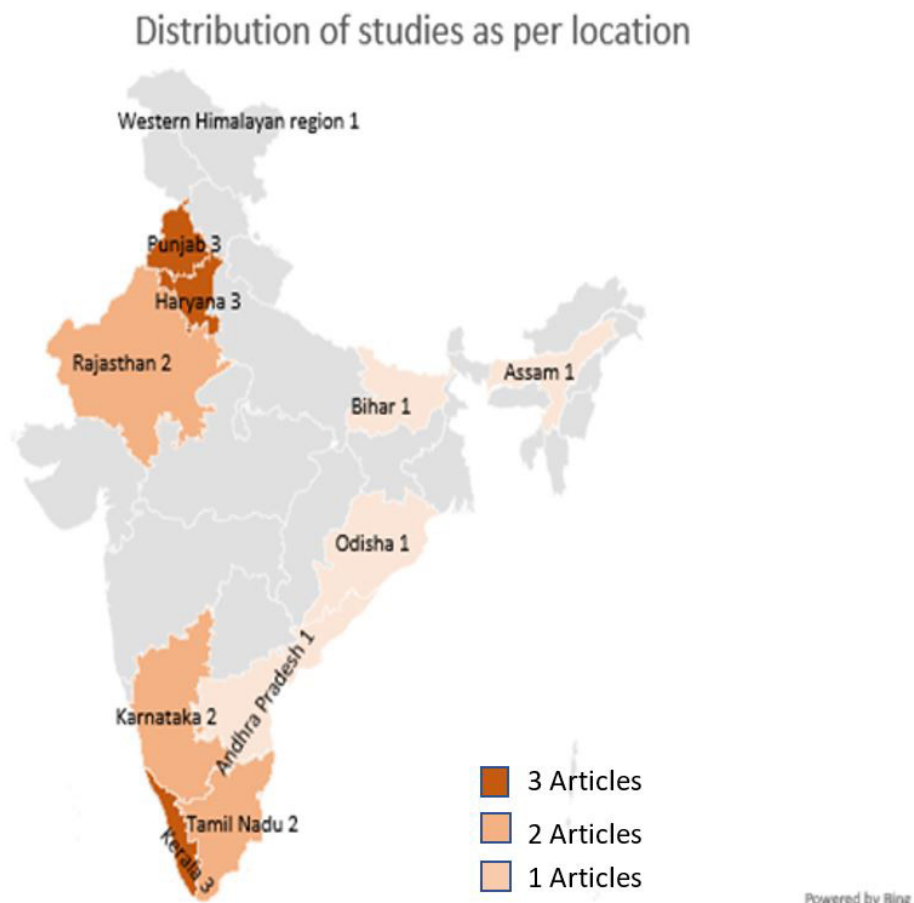 Distribution of studies as per location
Western Himalayan region 1
Punjab 3
Haryana 3
Rajasthan 2
Assam 1
Bihar 1
Odisha 1
Andhra Pradesh 1
Karnataka 2
Tamil Nadu 2
Kerala 3
3 Articles
2 Articles
1 Articles
Powered by Bing